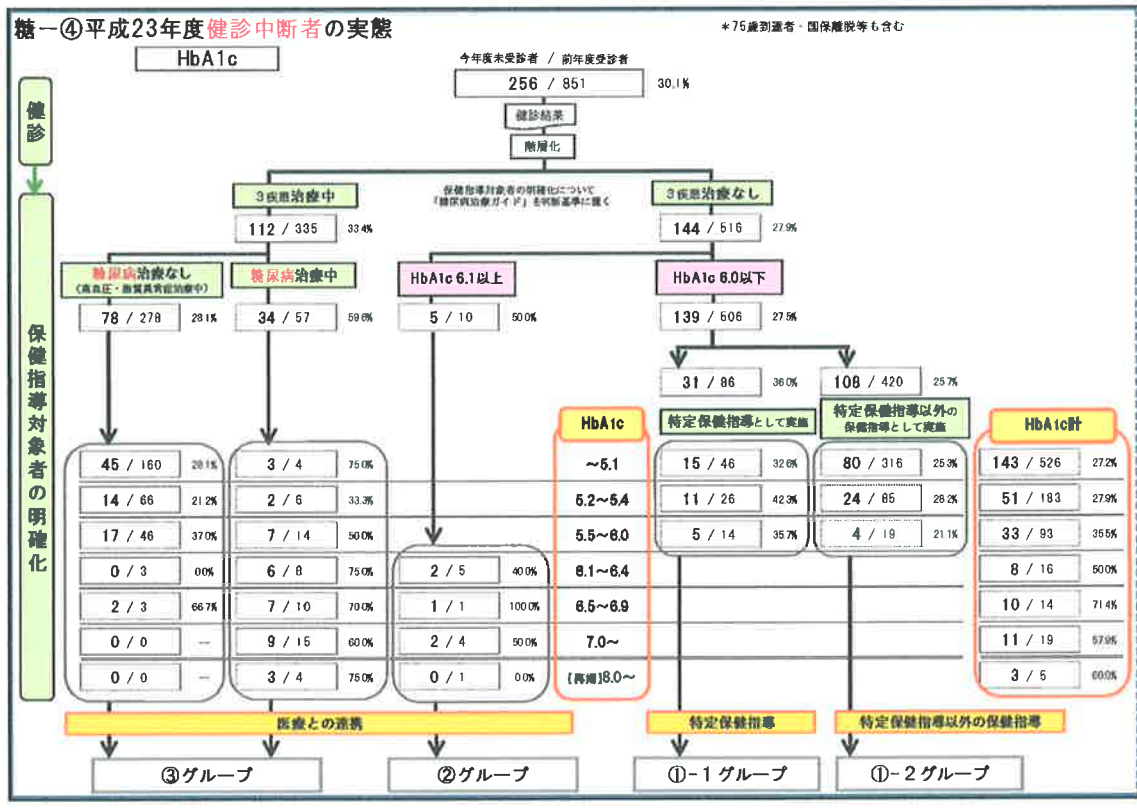 糖－④平成23年度健診中断者の実態
＊75歳到達者・国保離脱等も含む
HbA1c
今年度未受診者 / 前年度受診者
256 / 851 30.1%
健診
健診結果
階層化
3疾患治療中
保健指導対象者の明確化について
「糖尿病治療ガイド」を判断基準に置く
3疾患治療なし
112 / 335 33.4%
144 / 516 27.9%
糖尿病治療なし
(高血圧・脂質異常症治療中)
糖尿病治療中
HbA1c 6.1以上
HbA1c 6.0以下
78 / 278 28.1%
34 / 57 59.6%
5 / 10 50.0%
139 / 506 27.5%
保健指導対象者の明確化
31 / 86 36.0%
108 / 420 25.7%
HbA1c
特定保健指導として実施
特定保健指導以外の
保健指導として実施
HbA1c計
45 / 160 28.1% 3 / 4 75.0% ～5.1 15 / 46 32.6% 80 / 316 25.3% 143 / 526 27.2%
14 / 66 21.2% 2 / 6 33.3% 5.2～5.4 11 / 26 42.3% 24 / 85 28.2% 51 / 183 27.9%
17 / 46 37.0% 7 / 14 50.0% 5.5～6.0 5 / 14 35.7% 4 / 19 21.1% 33 / 93 35.5%
0 / 3 0.0% 6 / 8 75.0% 2 / 5 40.0% 6.1～6.4 8 / 16 50.0%
2 / 3 66.7% 7 / 10 70.0% 1 / 1 100.0% 6.5～6.9 10 / 14 71.4%
0 / 0 — 9 / 15 60.0% 2 / 4 50.0% 7.0～ 11 / 19 57.9%
0 / 0 — 3 / 4 75.0% 0 / 1 0.0% 【再掲】8.0～ 3 / 5 60.0%
医療との連携
特定保健指導
特定保健指導以外の保健指導
③グループ
②グループ
①－1グループ
①－2グループ